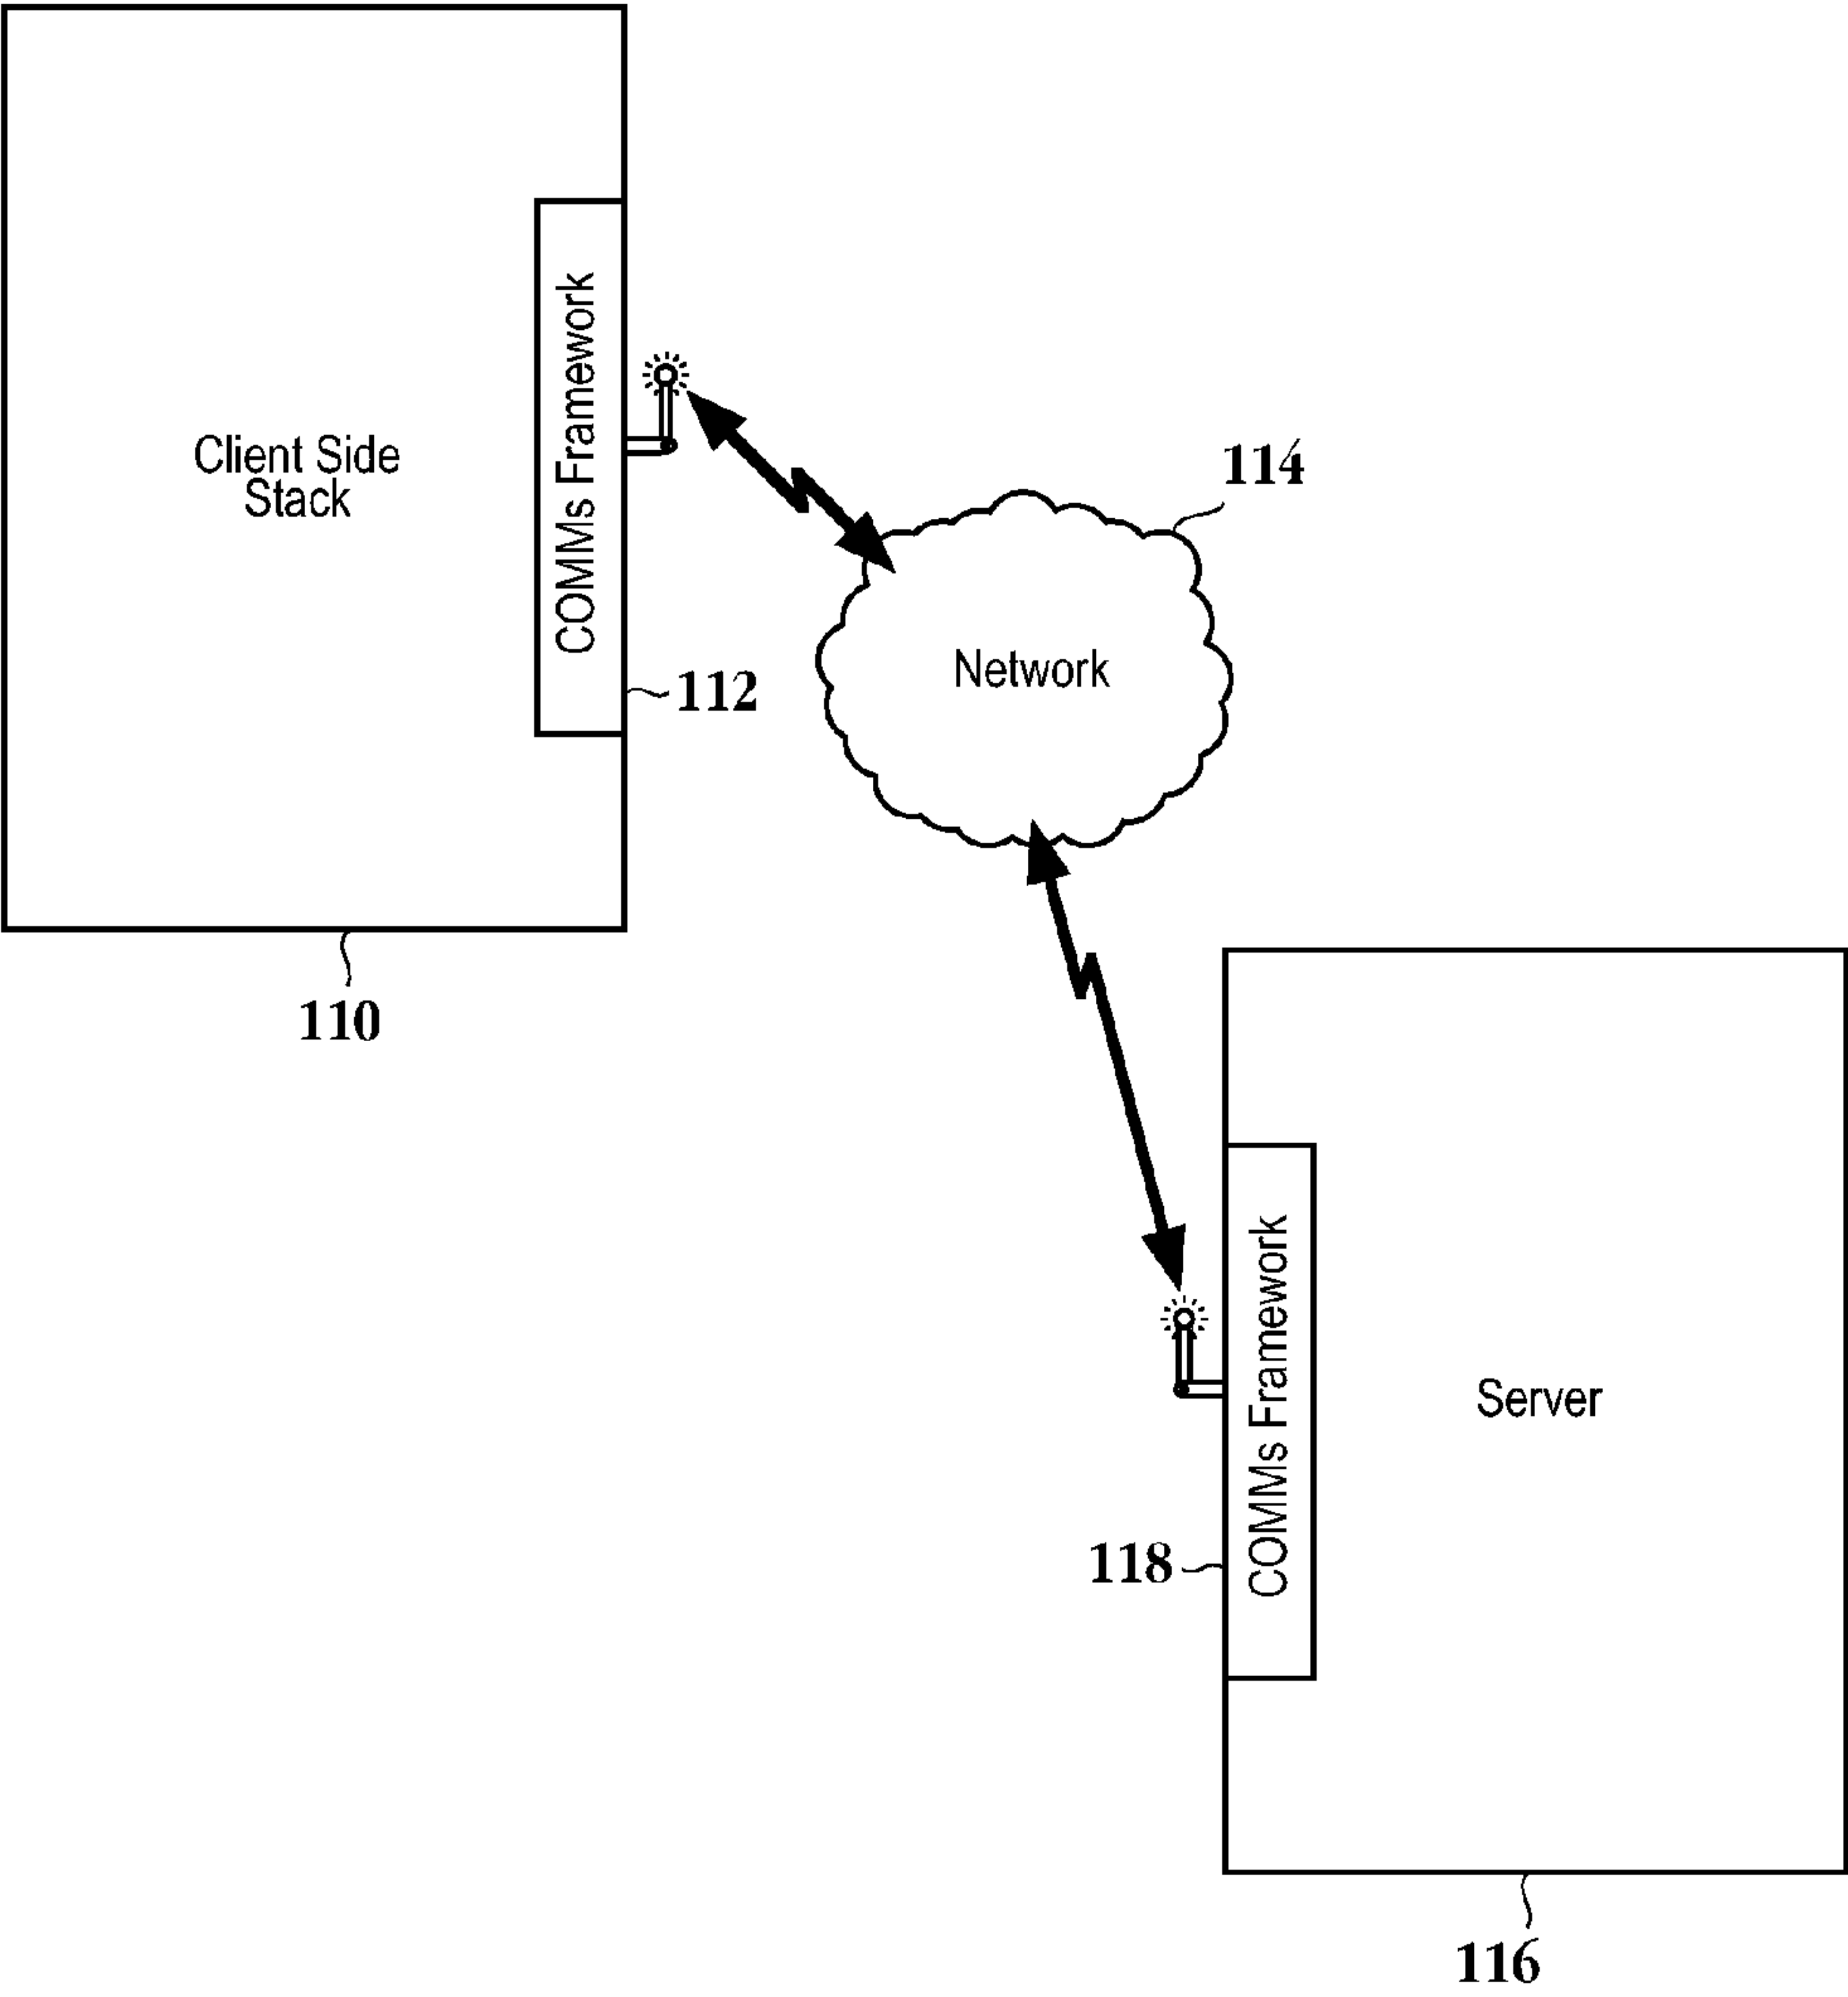 COMMs Framework
Client Side
Stack
114
Network
112
110
COMMs Framework
Server
118
116